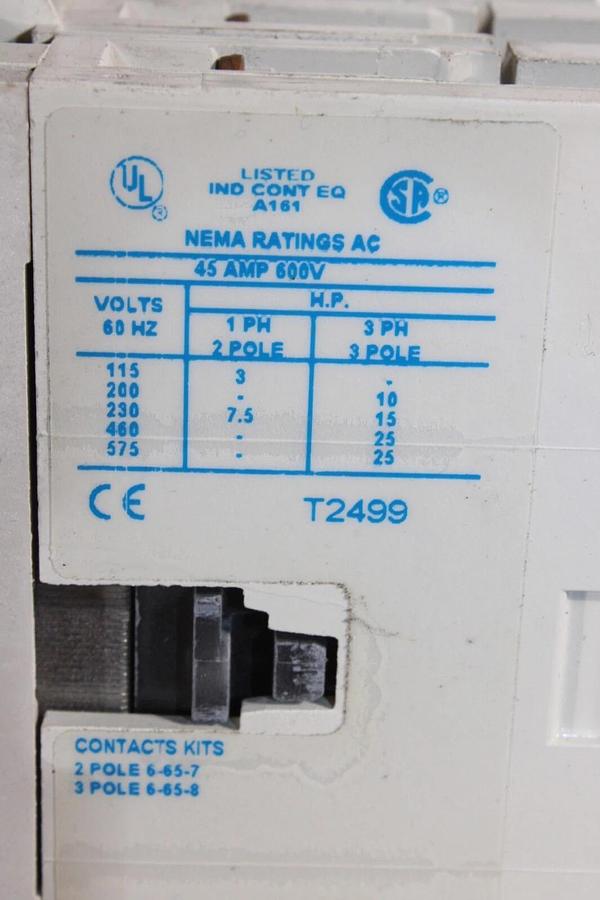 UL LISTED SA ®
® IND CONT EQ
A161
NEMA RATINGS AC
45 AMP 600V
VOLTS H.P.
60 HZ 1 PH 3 PH
2 POLE 3 POLE
115 3 -
200 - 10
230 7.5 15
460 - 25
575 - 25
CE T2499
CONTACTS KITS
2 POLE 6-65-7
3 POLE 6-65-8